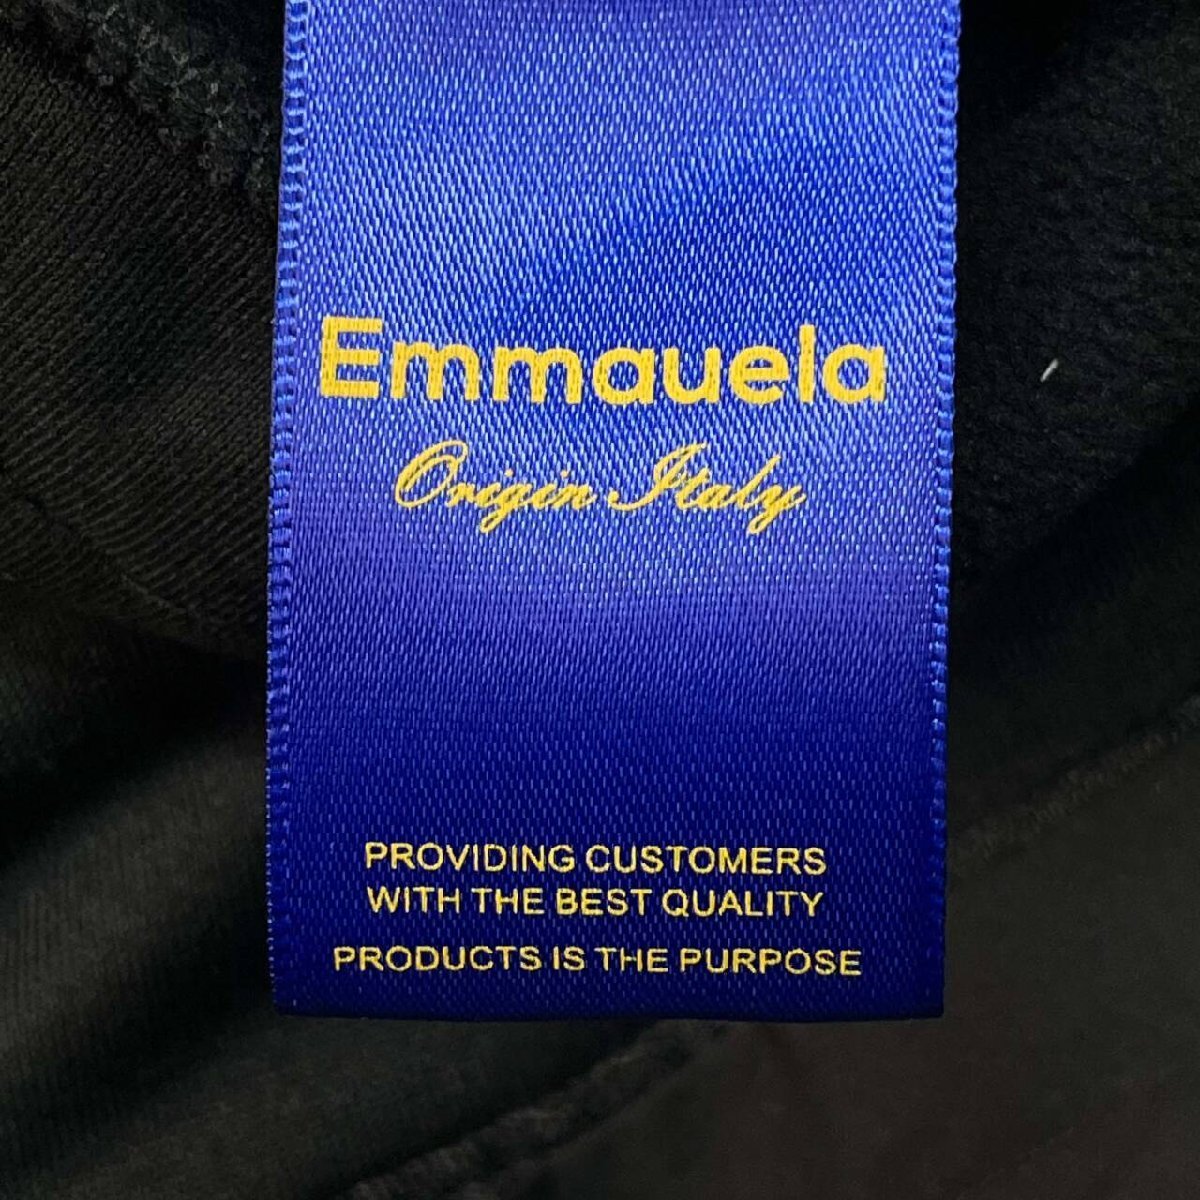 Emmauela
Origin Italy
PROVIDING CUSTOMERS
WITH THE BEST QUALITY
PRODUCTS IS THE PURPOSE